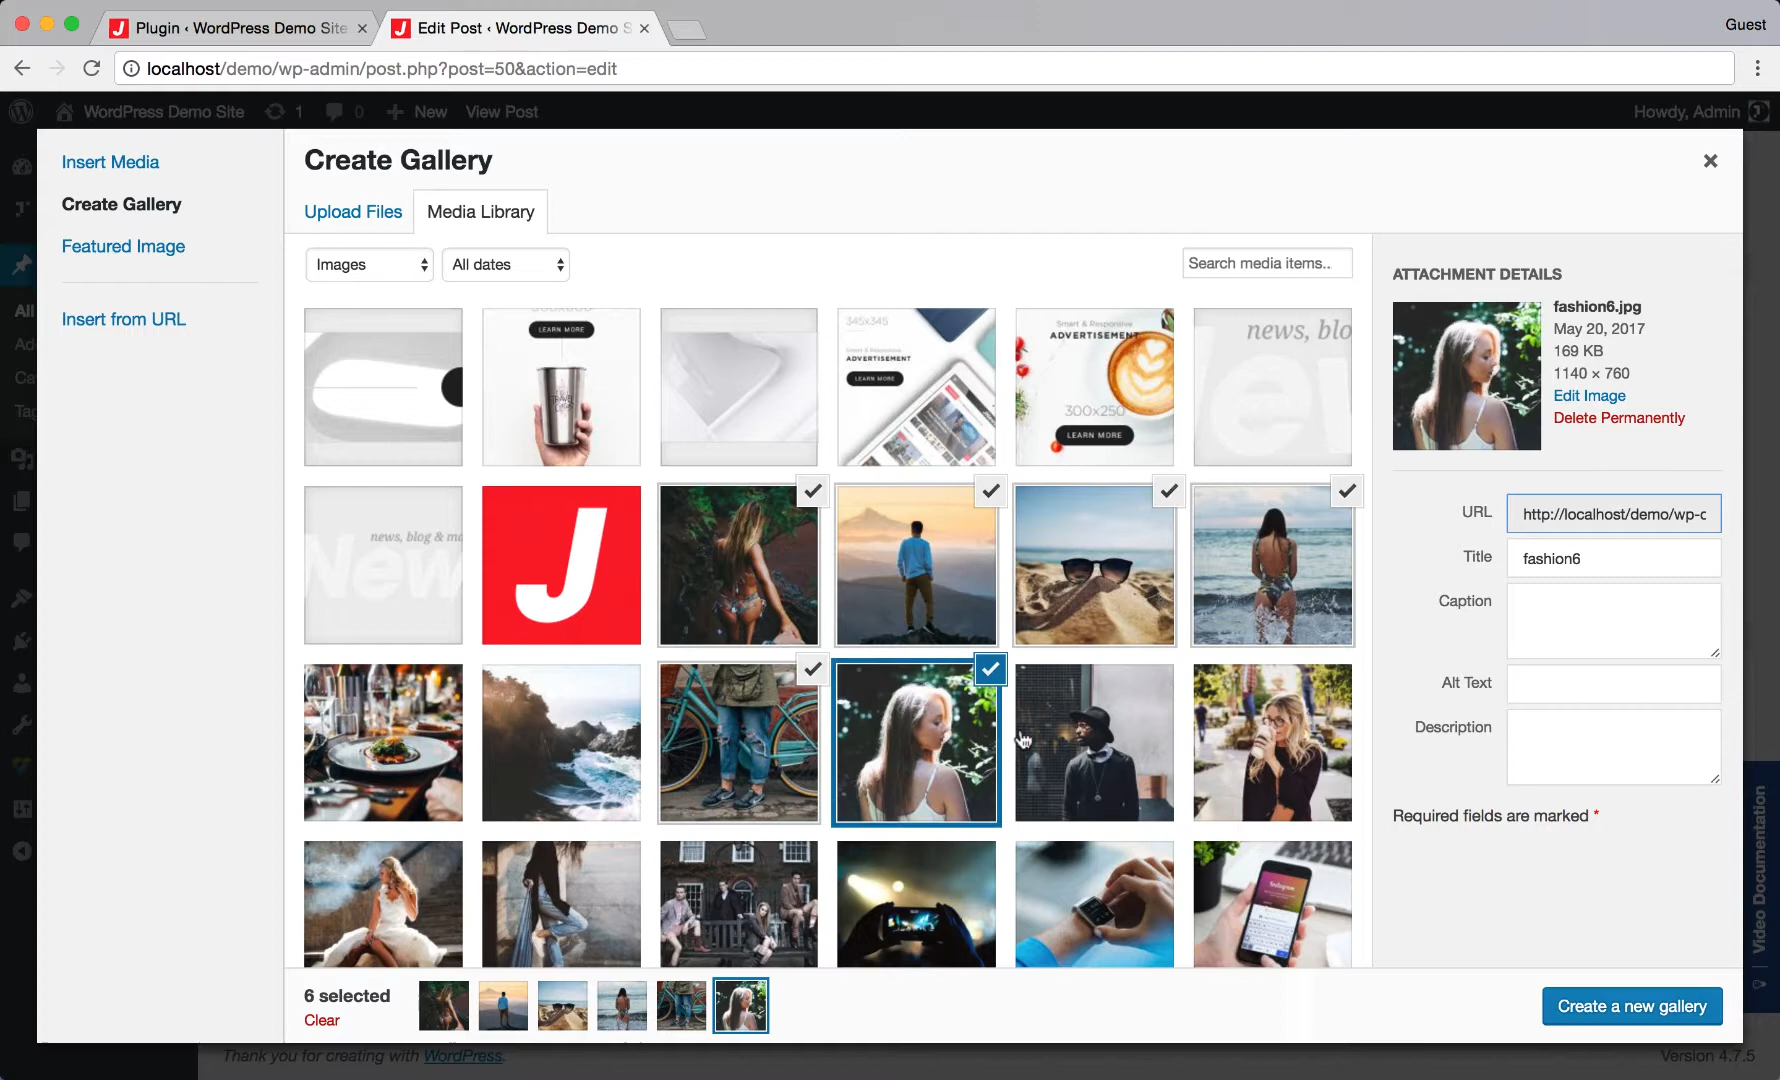 Plugin ‹ WordPress Demo Site
Edit Post ‹ WordPress Demo S
Guest
localhost/demo/wp-admin/post.php?post=50&action=edit
WordPress Demo Site
1
0
New
View Post
Howdy, Admin
Insert Media
Create Gallery
Featured Image
Insert from URL
All
Ad
Ca
Tag
Create Gallery
Upload Files
Media Library
Images
All dates
Search media items...
LEARN MORE
TRAVEL
345x345
Smart & Responsive
ADVERTISEMENT
LEARN MORE
Smart & Responsive
ADVERTISEMENT
300x250
LEARN MORE
news, blo
news, blog & ma
New
J
Instagram
ATTACHMENT DETAILS
fashion6.jpg
May 20, 2017
169 KB
1140 × 760
Edit Image
Delete Permanently
URL
http://localhost/demo/wp-c
Title
fashion6
Caption
Alt Text
Description
Required fields are marked *
Video Documentation
6 selected
Clear
Create a new gallery
Thank you for creating with WordPress.
Version 4.7.5